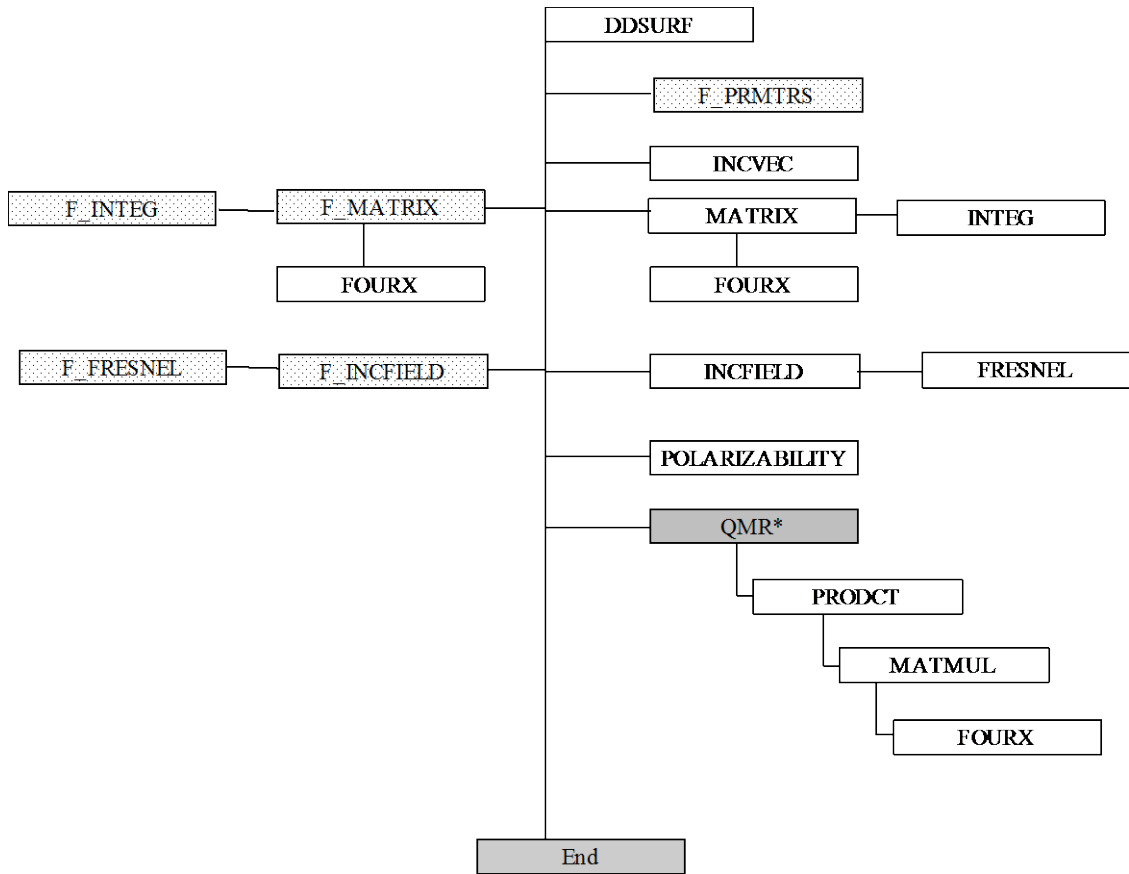 DDSURF
F_PRMTRS
INCVEC
F_INTEG
F_MATRIX
MATRIX
INTEG
FOURX
FOURX
F_FRESNEL
F_INCFIELD
INCFIELD
FRESNEL
POLARIZABILITY
QMR*
PRODCT
MATMUL
FOURX
End